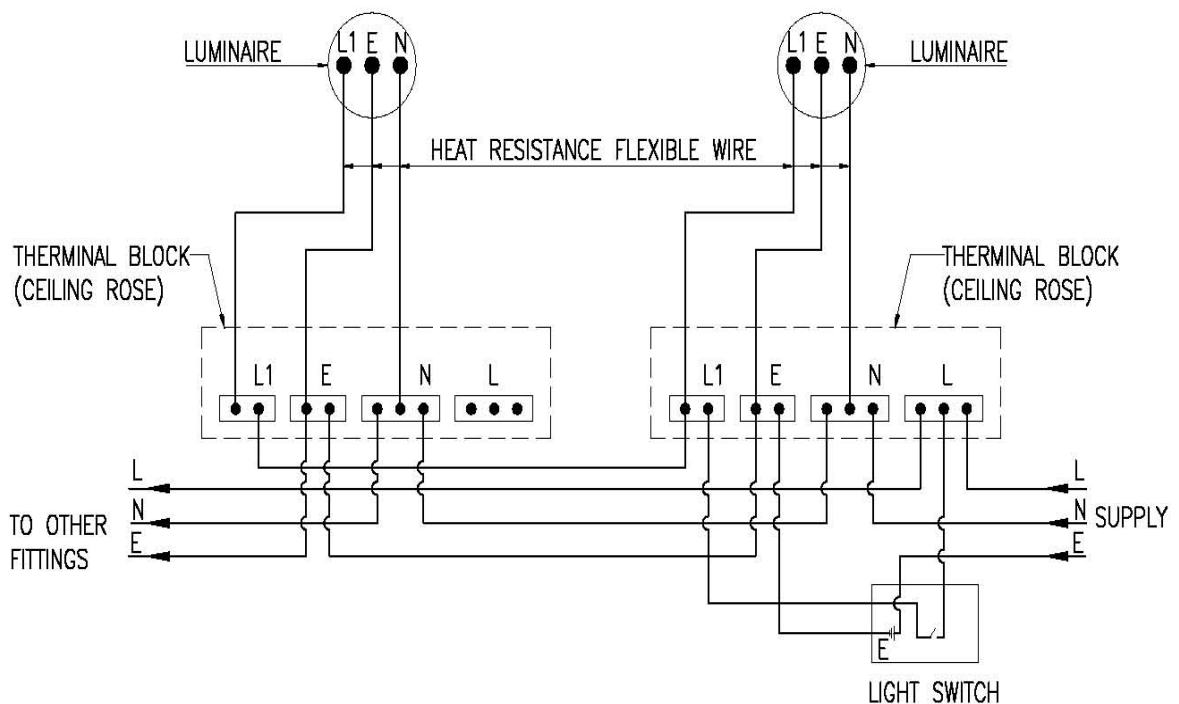 L1 E N
L1 E N
LUMINAIRE
LUMINAIRE
HEAT RESISTANCE FLEXIBLE WIRE
THERMINAL BLOCK
(CEILING ROSE)
THERMINAL BLOCK
(CEILING ROSE)
L1 E N L
L1 E N L
L
N
E
TO OTHER
FITTINGS
L
N
E
SUPPLY
E
LIGHT SWITCH